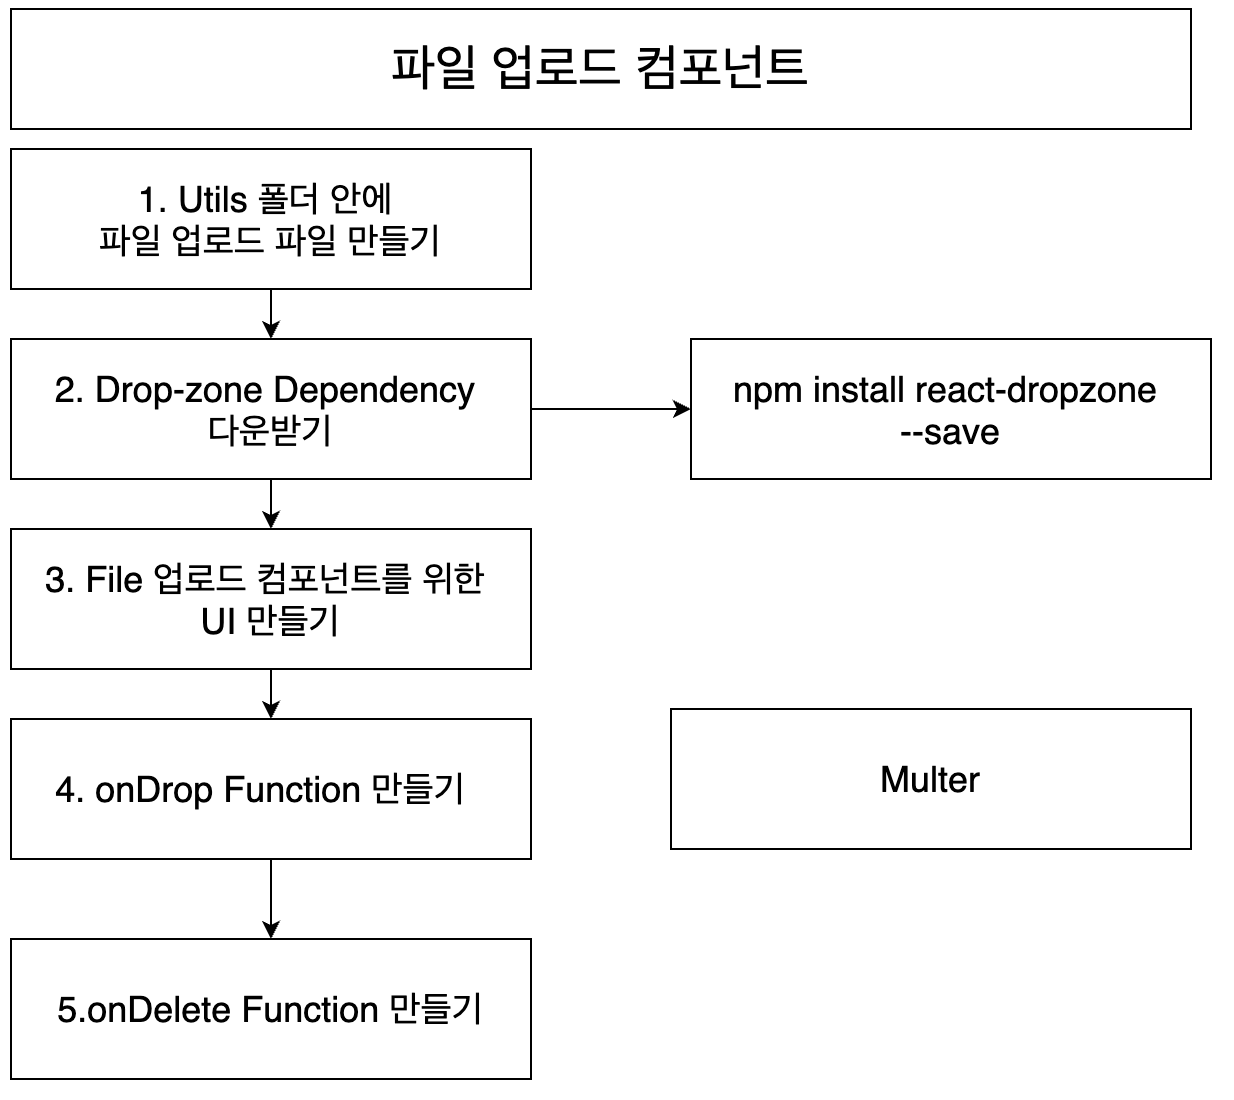 파일 업로드 컴포넌트
1. Utils 폴더 안에
파일 업로드 파일 만들기
2. Drop-zone Dependency
다운받기
npm install react-dropzone
--save
3. File 업로드 컴포넌트를 위한
UI 만들기
4. onDrop Function 만들기
Multer
5.onDelete Function 만들기